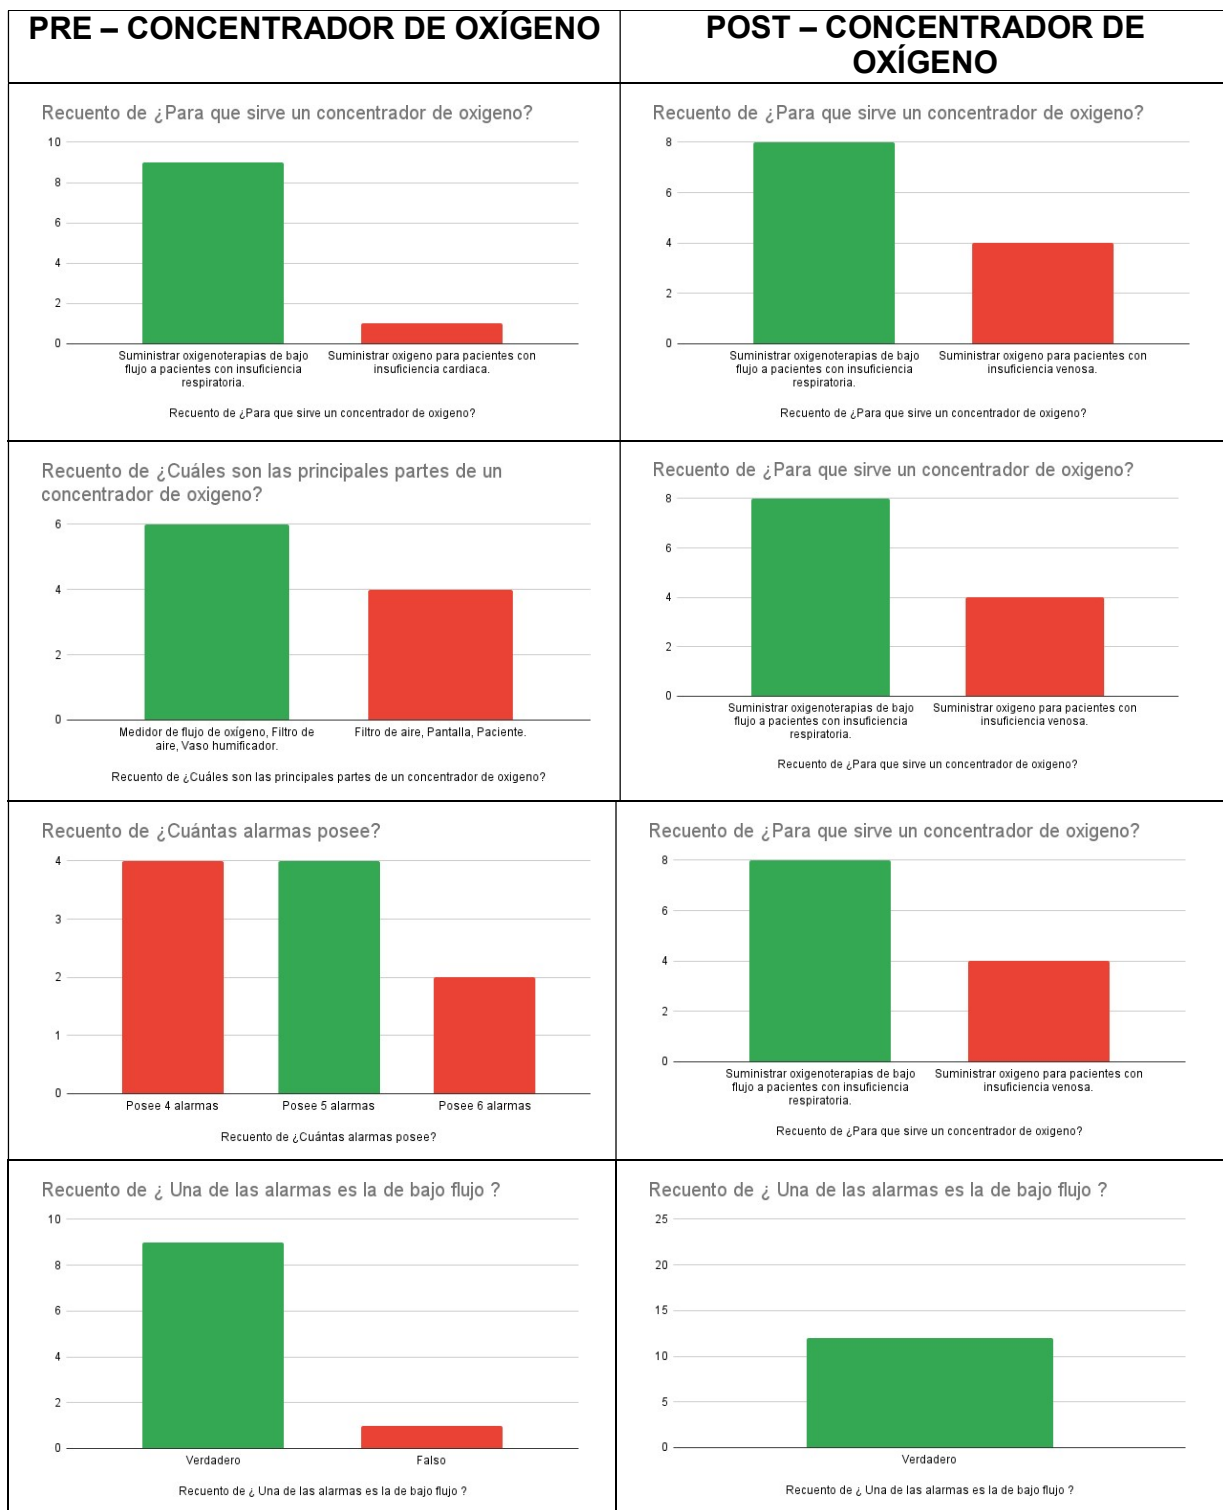 PRE – CONCENTRADOR DE OXÍGENO
POST – CONCENTRADOR DE
OXÍGENO
Recuento de ¿Para que sirve un concentrador de oxigeno?
10
8
6
4
2
0
Suministrar oxigenoterapias de bajo
flujo a pacientes con insuficiencia
respiratoria.
Suministrar oxigeno para pacientes con
insuficiencia cardiaca.
Recuento de ¿Para que sirve un concentrador de oxigeno?
Recuento de ¿Para que sirve un concentrador de oxigeno?
8
6
4
2
0
Suministrar oxigenoterapias de bajo
flujo a pacientes con insuficiencia
respiratoria.
Suministrar oxigeno para pacientes con
insuficiencia venosa.
Recuento de ¿Para que sirve un concentrador de oxigeno?
Recuento de ¿Cuáles son las principales partes de un
concentrador de oxigeno?
6
4
2
0
Medidor de flujo de oxígeno, Filtro de
aire, Vaso humificador.
Filtro de aire, Pantalla, Paciente.
Recuento de ¿Cuáles son las principales partes de un concentrador de oxigeno?
Recuento de ¿Para que sirve un concentrador de oxigeno?
8
6
4
2
0
Suministrar oxigenoterapias de bajo
flujo a pacientes con insuficiencia
respiratoria.
Suministrar oxigeno para pacientes con
insuficiencia venosa.
Recuento de ¿Para que sirve un concentrador de oxigeno?
Recuento de ¿Cuántas alarmas posee?
4
3
2
1
0
Posee 4 alarmas
Posee 5 alarmas
Posee 6 alarmas
Recuento de ¿Cuántas alarmas posee?
Recuento de ¿Para que sirve un concentrador de oxigeno?
8
6
4
2
0
Suministrar oxigenoterapias de bajo
flujo a pacientes con insuficiencia
respiratoria.
Suministrar oxigeno para pacientes con
insuficiencia venosa.
Recuento de ¿Para que sirve un concentrador de oxigeno?
Recuento de ¿ Una de las alarmas es la de bajo flujo ?
10
8
6
4
2
0
Verdadero
Falso
Recuento de ¿ Una de las alarmas es la de bajo flujo ?
Recuento de ¿ Una de las alarmas es la de bajo flujo ?
25
20
15
10
5
0
Verdadero
Recuento de ¿ Una de las alarmas es la de bajo flujo ?